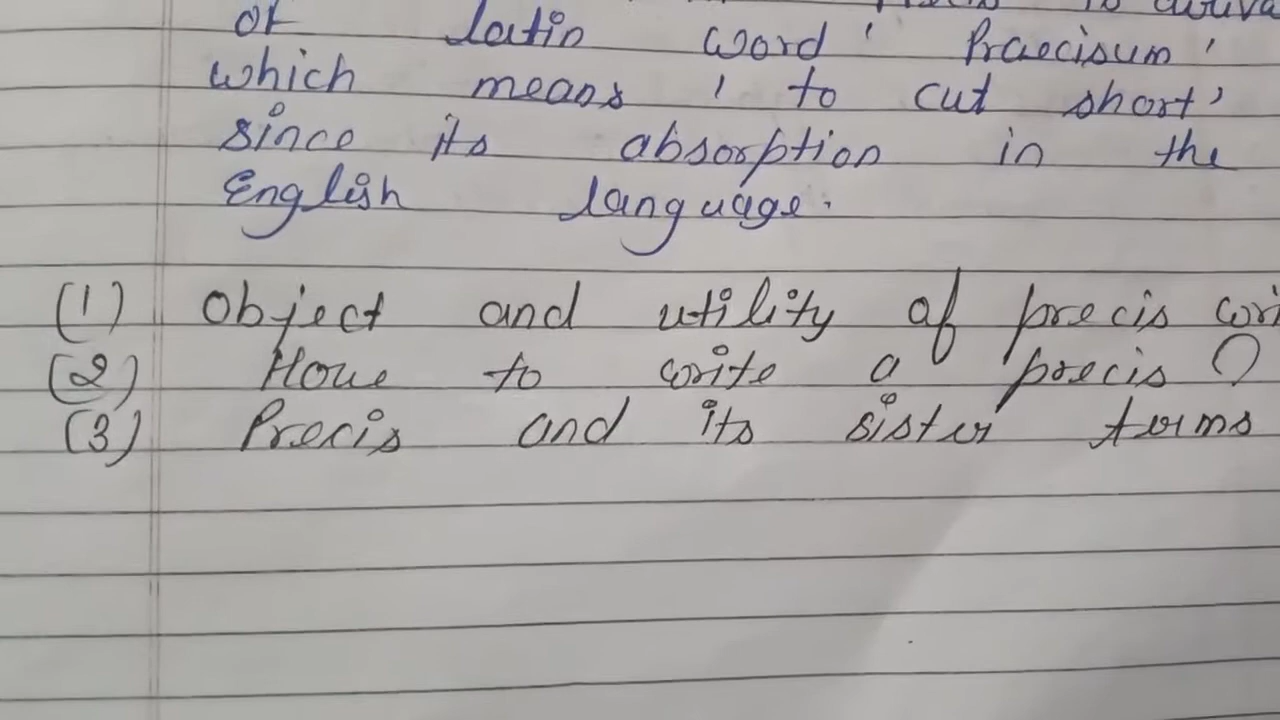 of latin word ' Praecisum '
which means ' to cut short'
since its absorption in the
English language.
(1) Object and utility of precis
(2) How to write a precis ?
(3) Precis and its sister terms